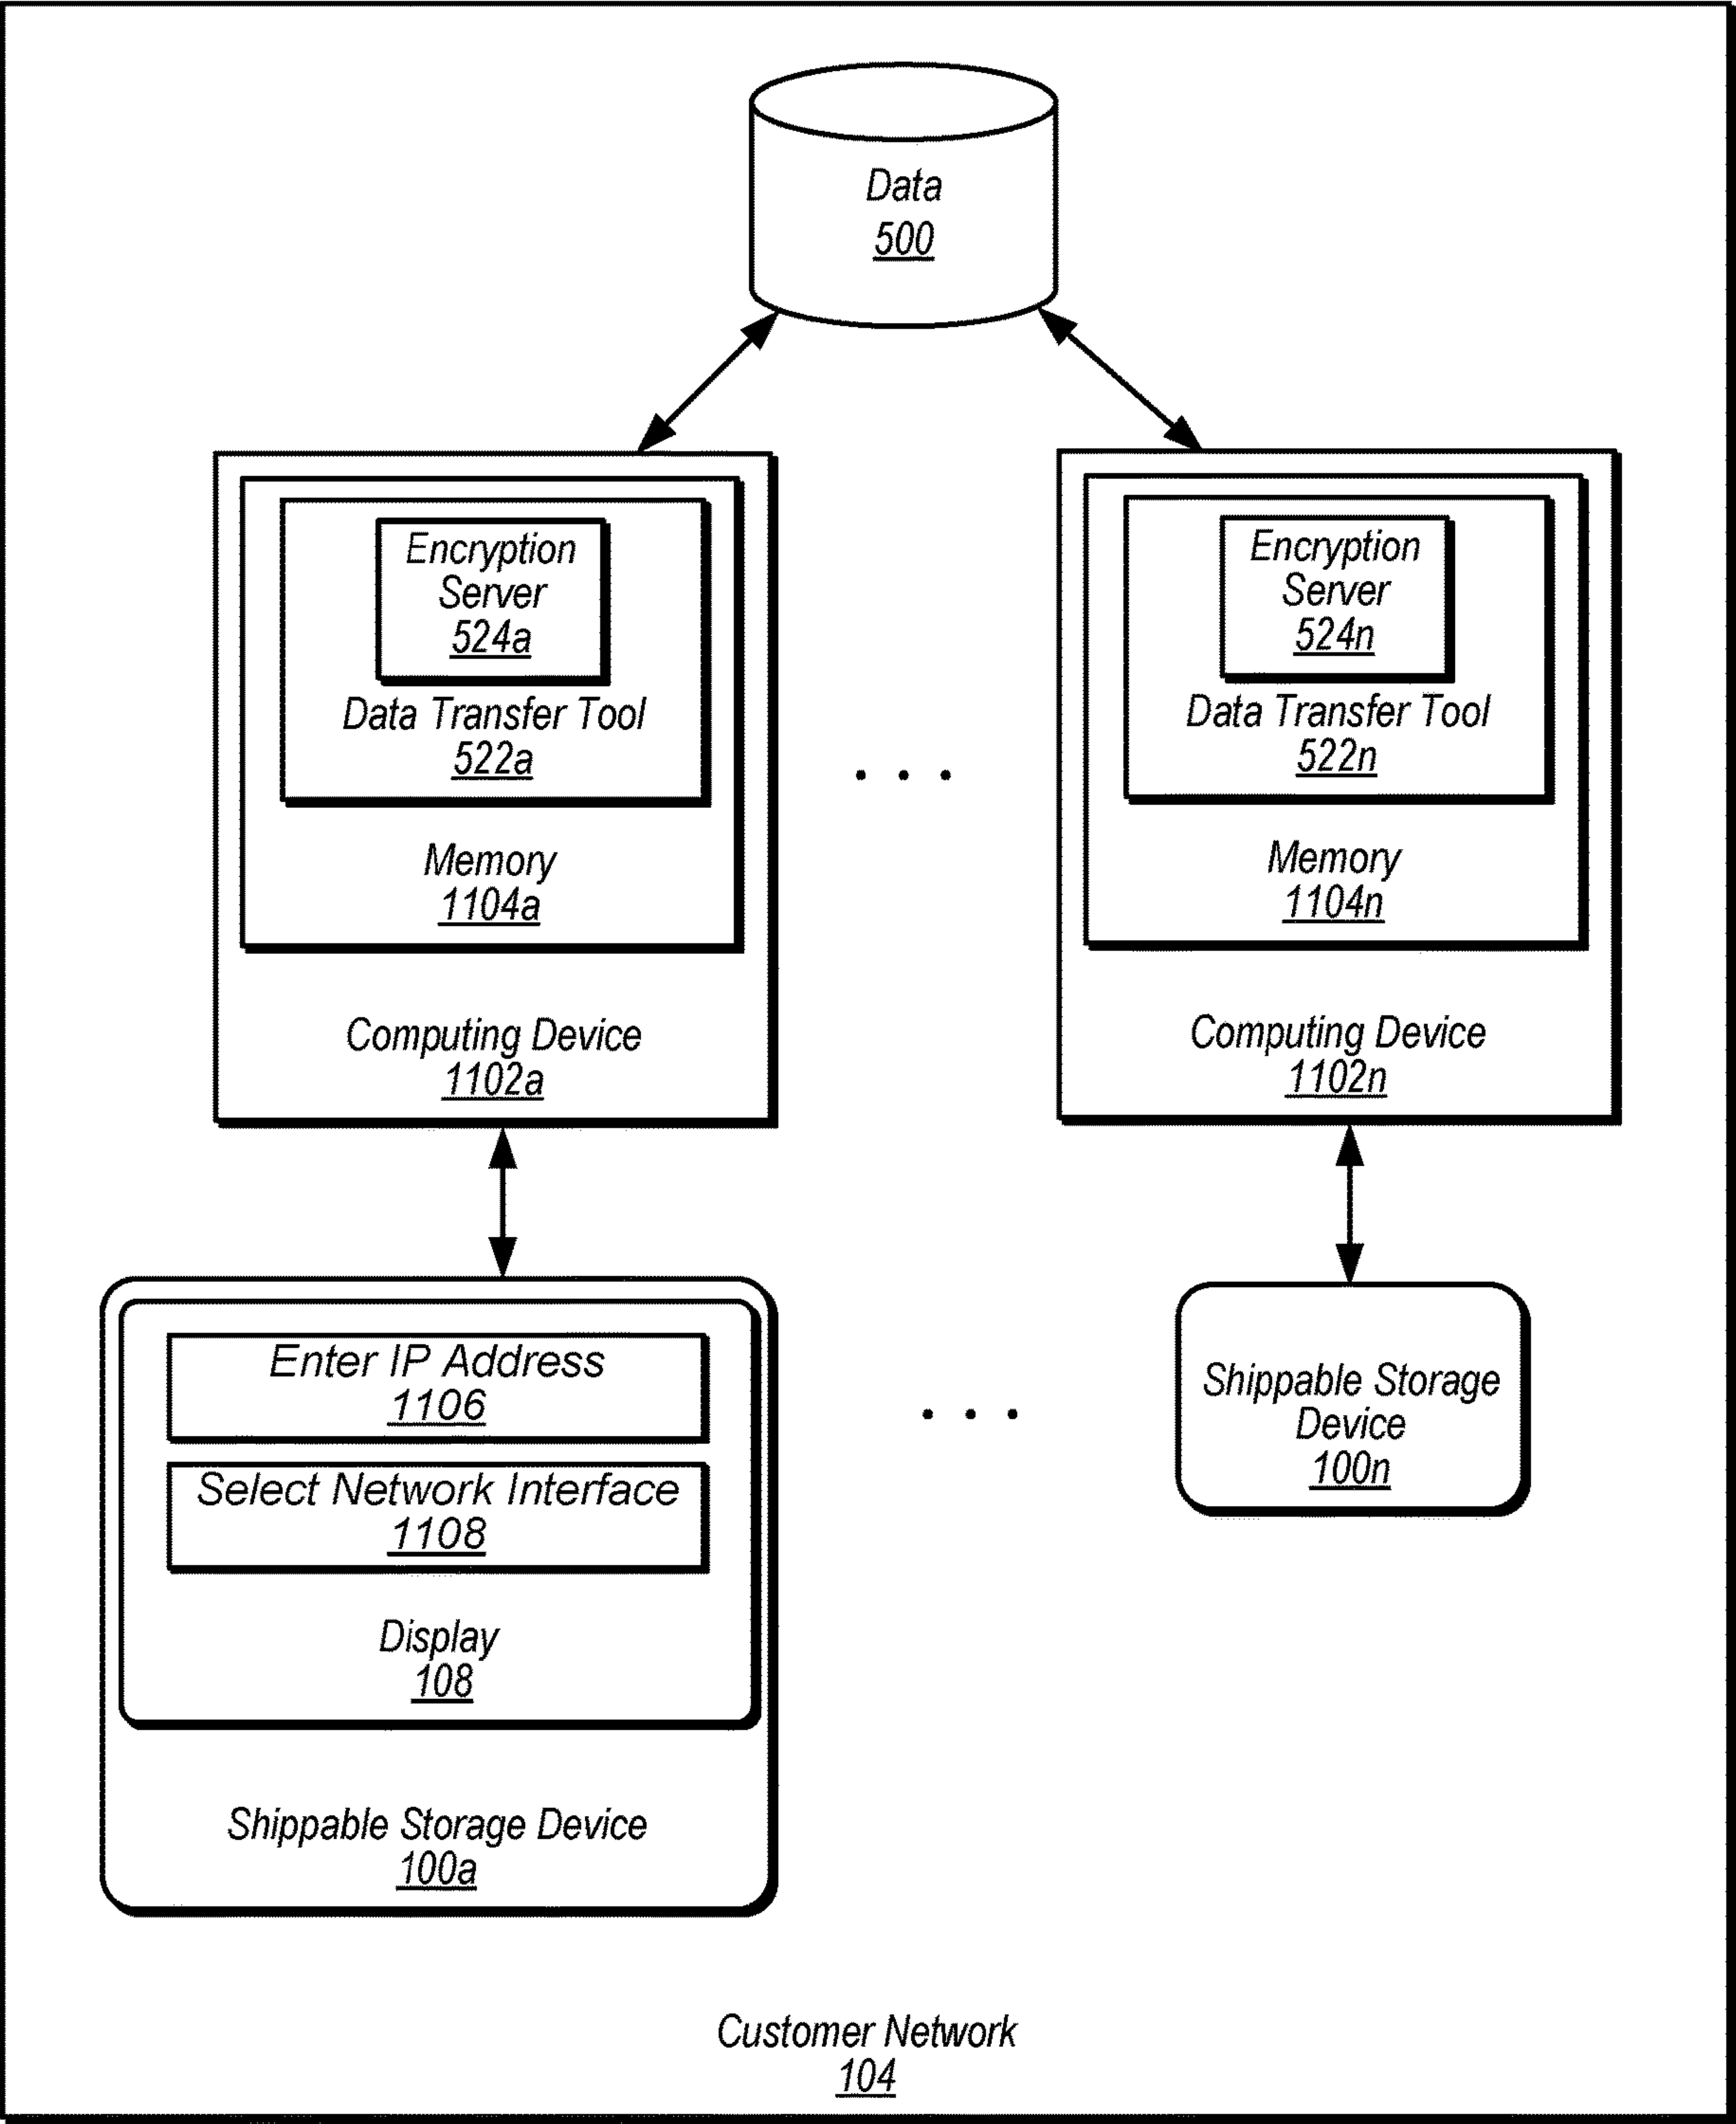 Data
500
Encryption
Server
524a
Data Transfer Tool
522a
Memory
1104a
Computing Device
1102a
. . .
Encryption
Server
524n
Data Transfer Tool
522n
Memory
1104n
Computing Device
1102n
Enter IP Address
1106
Select Network Interface
1108
Display
108
Shippable Storage Device
100a
. . .
Shippable Storage
Device
100n
Customer Network
104